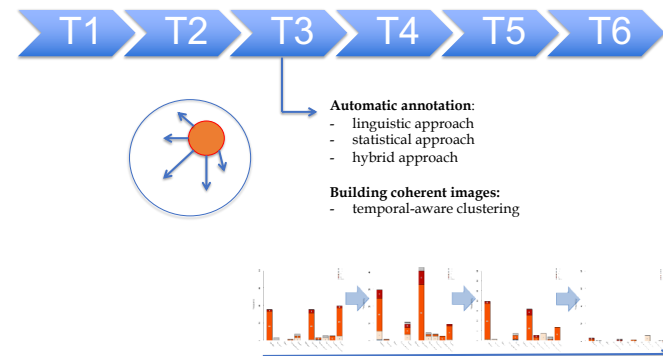 T1 T2 T3 T4 T5 T6
Automatic annotation:
- linguistic approach
- statistical approach
- hybrid approach
Building coherent images:
- temporal-aware clustering